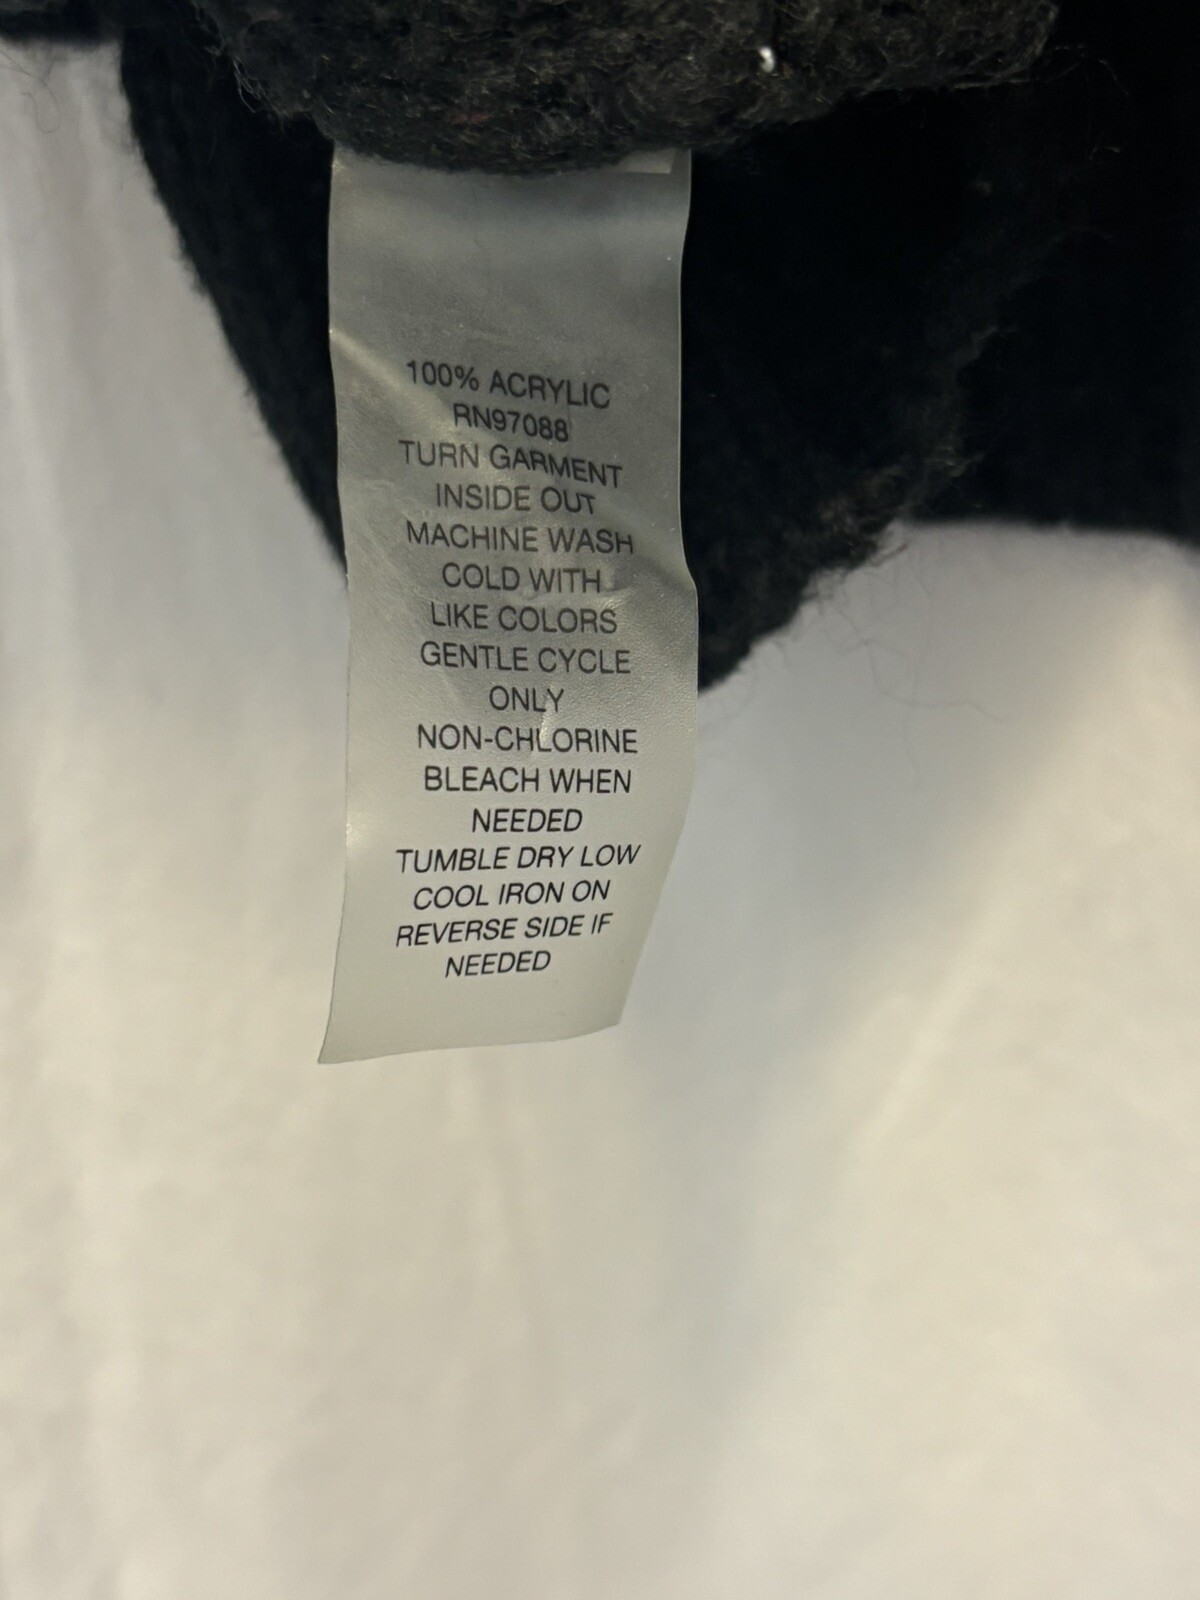 100% ACRYLIC
RN97088
TURN GARMENT
INSIDE OUT
MACHINE WASH
COLD WITH
LIKE COLORS
GENTLE CYCLE
ONLY
NON-CHLORINE
BLEACH WHEN
NEEDED
TUMBLE DRY LOW
COOL IRON ON
REVERSE SIDE IF
NEEDED